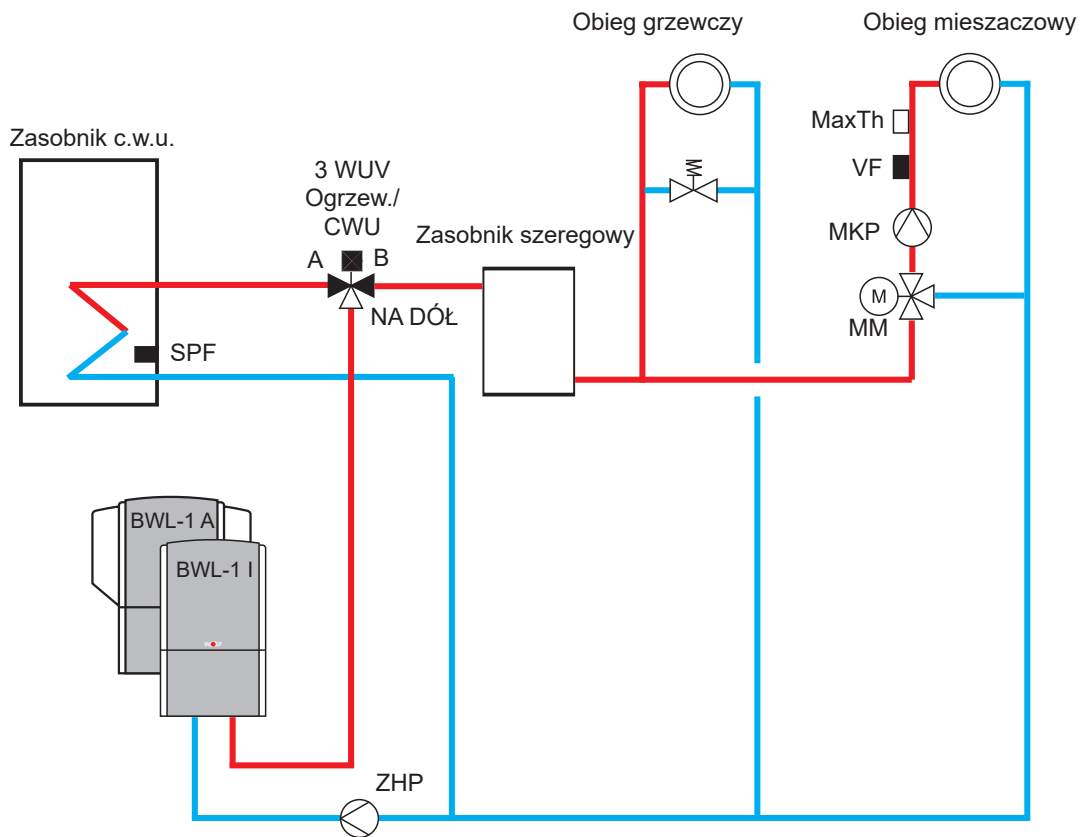 Obieg grzewczy
Obieg mieszaczowy
MaxTh
VF
MKP
M
MM
Zasobnik c.w.u.
3 WUV
Ogrzew./
CWU
A
B
NA DÓŁ
Zasobnik szeregowy
SPF
BWL-1 A
BWL-1 I
ZHP